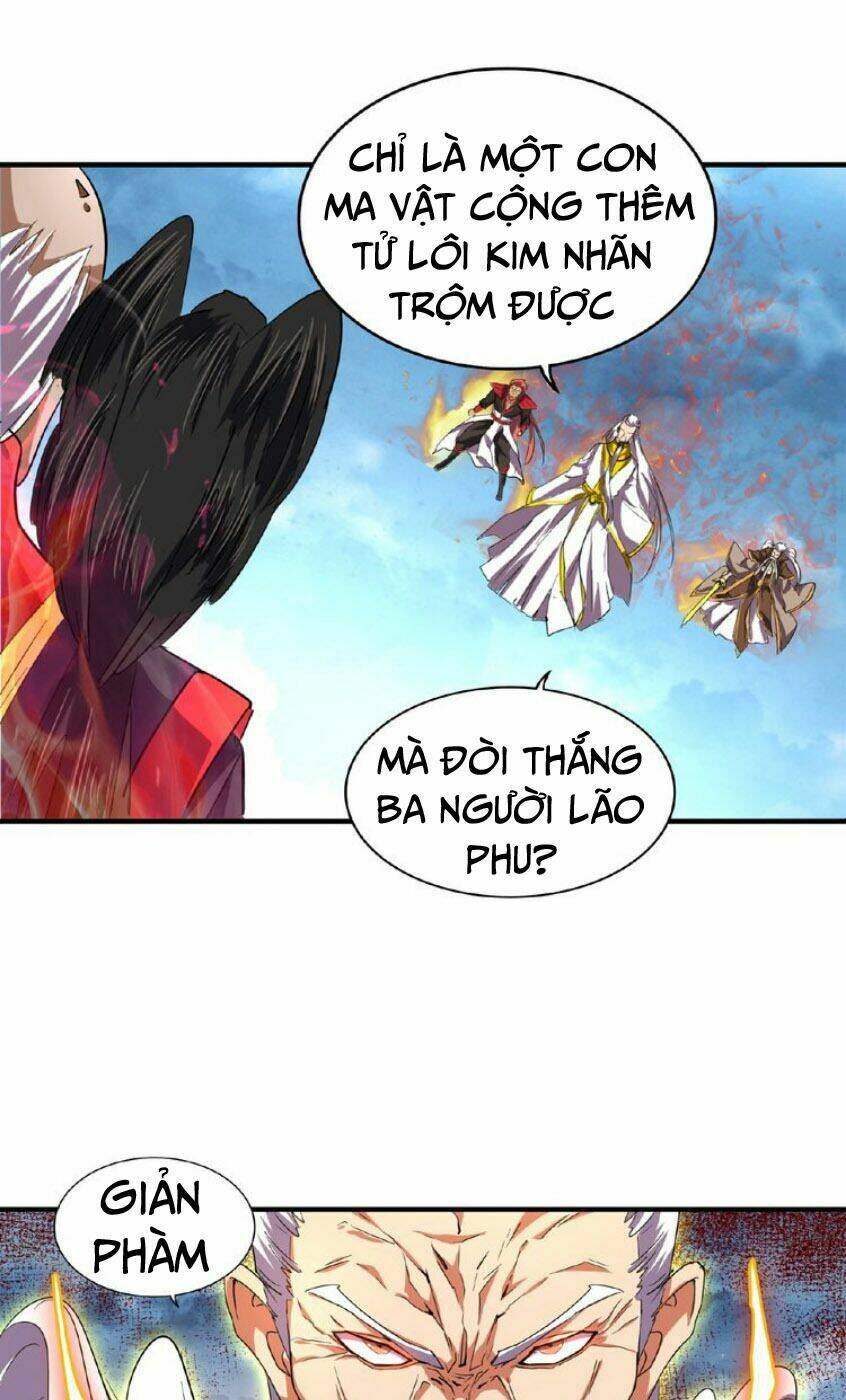 CHỈ LÀ MỘT CON
MA VẬT CỘNG THÊM
TỬ LÔI KIM NHÃN
TRỘM ĐƯỢC
MÀ ĐÒI THẮNG
BA NGƯỜI LÃO
PHU?
GIẢN
PHÀM